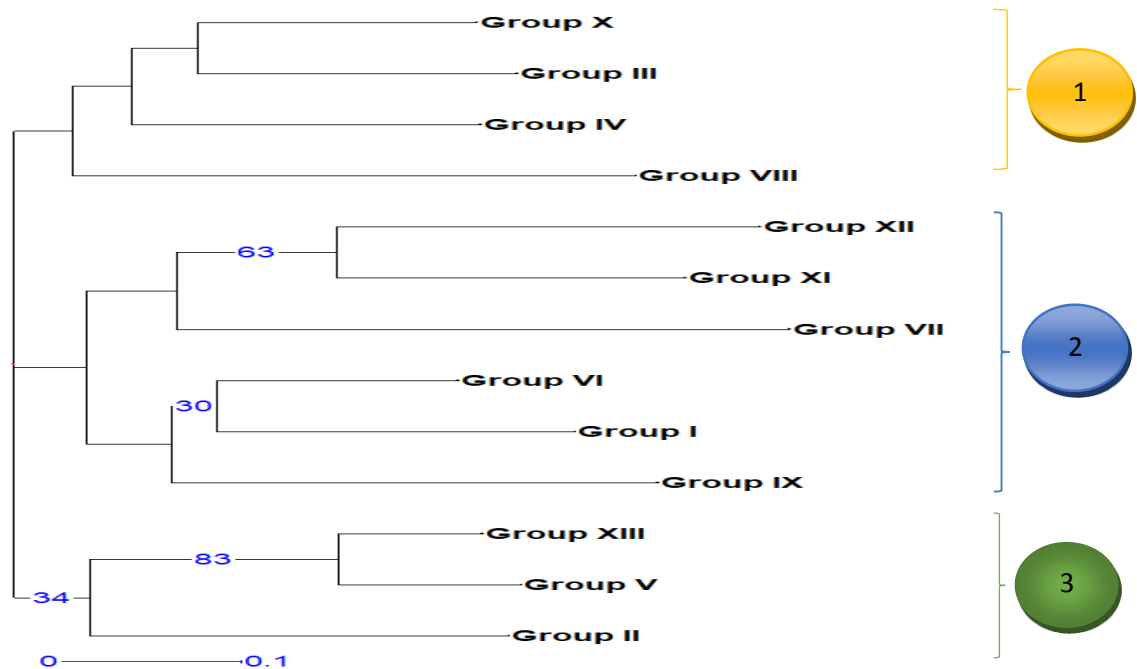 Group X
Group III
1
Group IV
Group VIII
Group XII
63
Group XI
Group VII
2
Group VI
30
Group I
Group IX
Group XIII
83
Group V
3
34
Group II
0 0.1